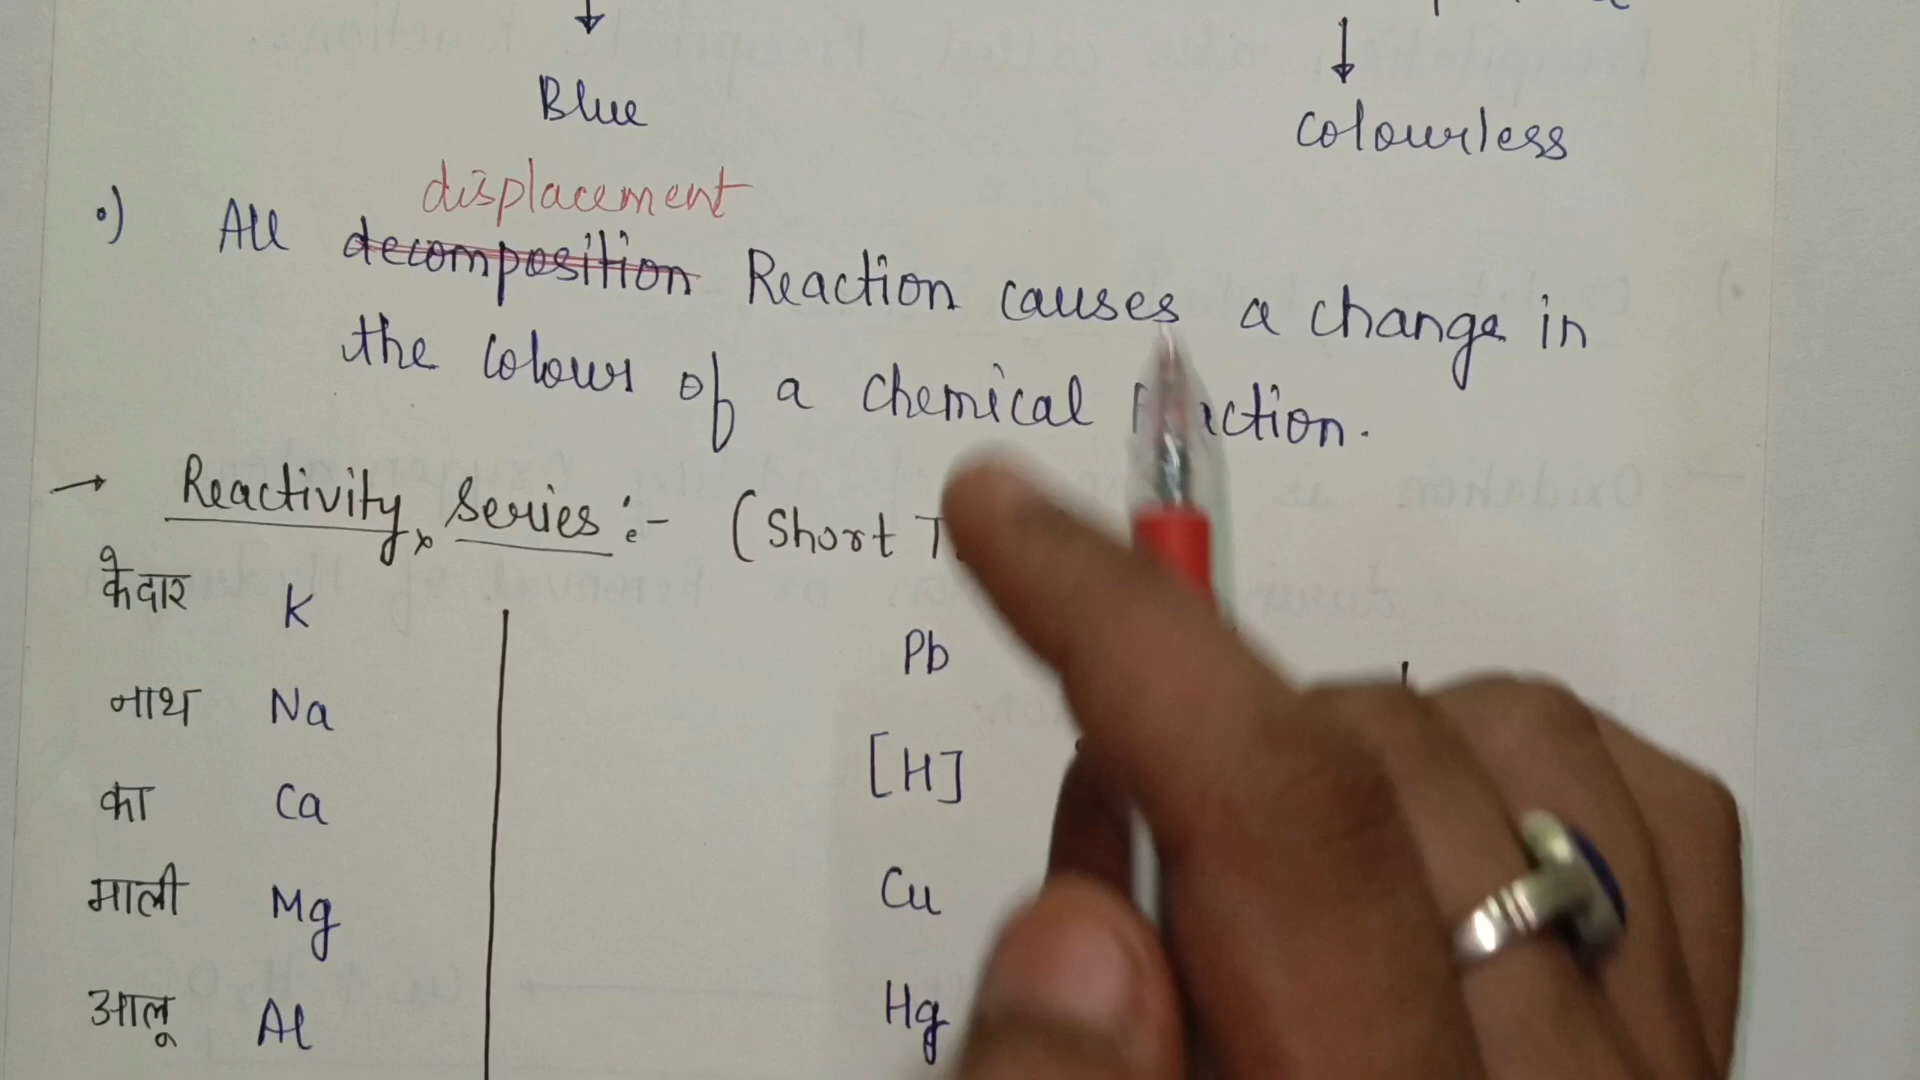 Blue
colourless
displacement
•) All decomposition Reaction causes a change in
the colour of a chemical ction.
→ Reactivity Series :- (Short T
केदार K
Pb
नाथ Na
[H]
का Ca
Cu
माली Mg
Hg
आलू Al